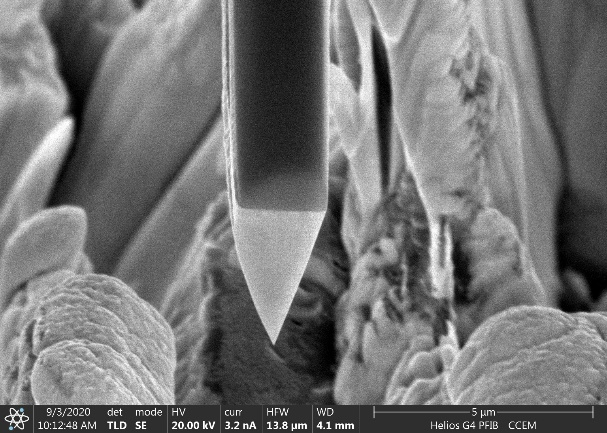 9/3/2020 det mode HV curr HFW WD 5 µm
10:12:48 AM TLD SE 20.00 kV 3.2 nA 13.8 µm 4.1 mm Helios G4 PFIB CCEM